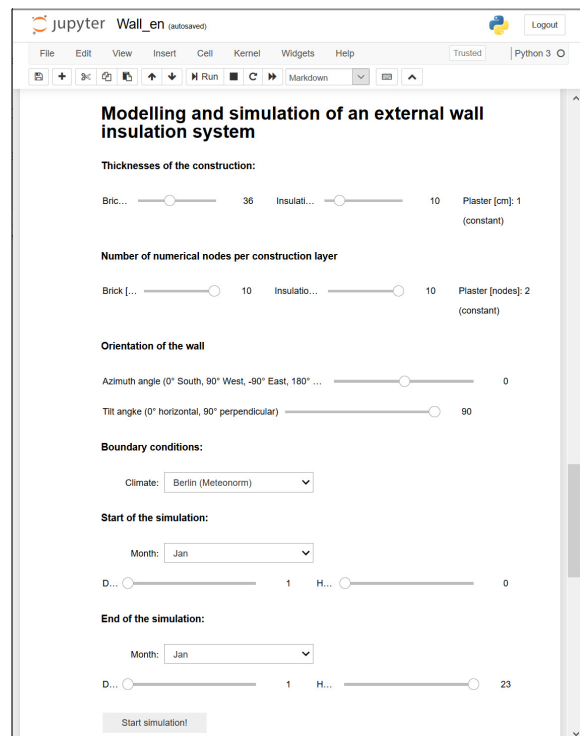 jupyter Wall_en (autosaved) Logout
File Edit View Insert Cell Kernel Widgets Help Trusted Python 3
Run Markdown
Modelling and simulation of an external wall
insulation system
Thicknesses of the construction:
Bric... 36 Insulati... 10 Plaster [cm]: 1
(constant)
Number of numerical nodes per construction layer
Brick [... 10 Insulatio... 10 Plaster [nodes]: 2
(constant)
Orientation of the wall
Azimuth angle (0° South, 90° West, -90° East, 180° ... 0
Tilt angke (0° horizontal, 90° perpendicular) 90
Boundary conditions:
Climate: Berlin (Meteonorm)
Start of the simulation:
Month: Jan
D... 1 H... 0
End of the simulation:
Month: Jan
D... 1 H... 23
Start simulation!